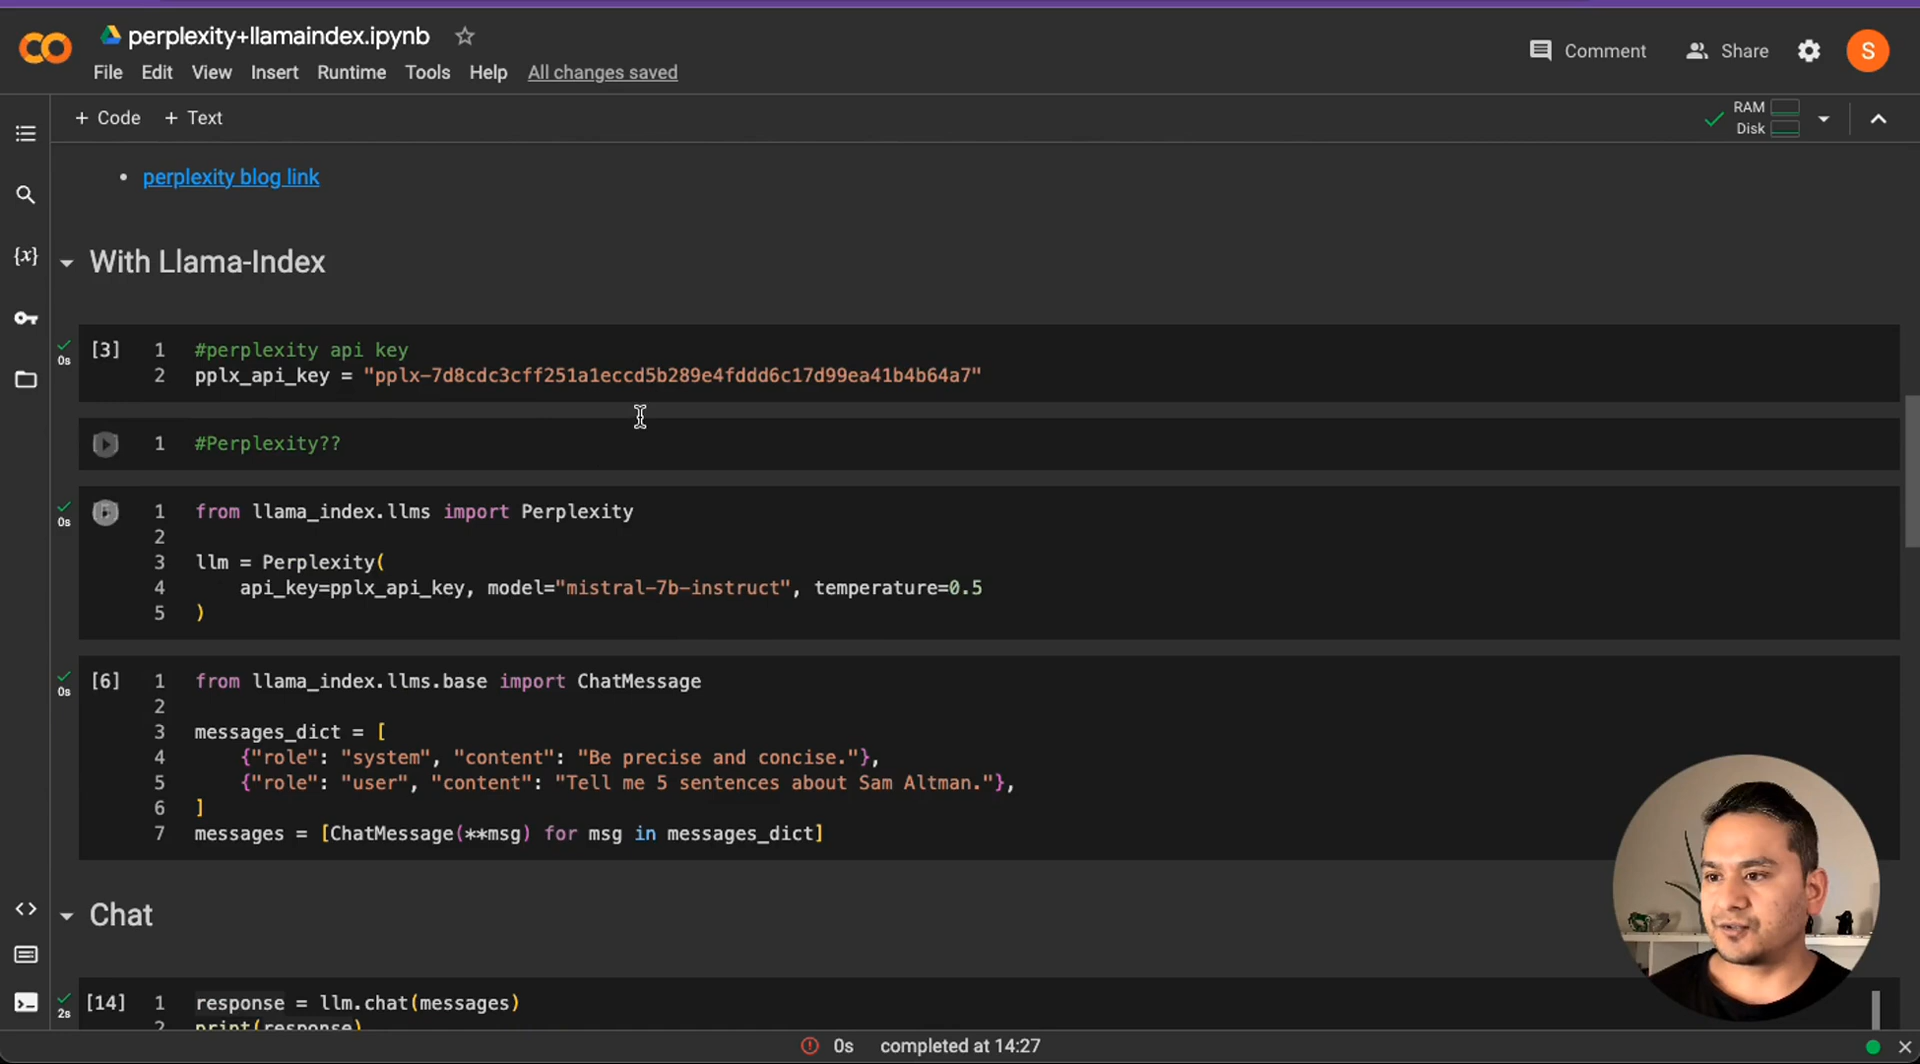 perplexity+llamaindex.ipynb
Comment
Share
S
File Edit View Insert Runtime Tools Help All changes saved
+ Code + Text
RAM
Disk
• perplexity blog link
{x}
With Llama-Index
0s
[3]
1 #perplexity api key
2 pplx_api_key = "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"
1 #Perplexity??
0s
1 from llama_index.llms import Perplexity
2
3 llm = Perplexity(
4 api_key=pplx_api_key, model="mistral-7b-instruct", temperature=0.5
5 )
0s
[6]
1 from llama_index.llms.base import ChatMessage
2
3 messages_dict = [
4 {"role": "system", "content": "Be precise and concise."},
5 {"role": "user", "content": "Tell me 5 sentences about Sam Altman."},
6 ]
7 messages = [ChatMessage(**msg) for msg in messages_dict]
Chat
2s
[14]
1 response = llm.chat(messages)
2 print(response)
0s completed at 14:27